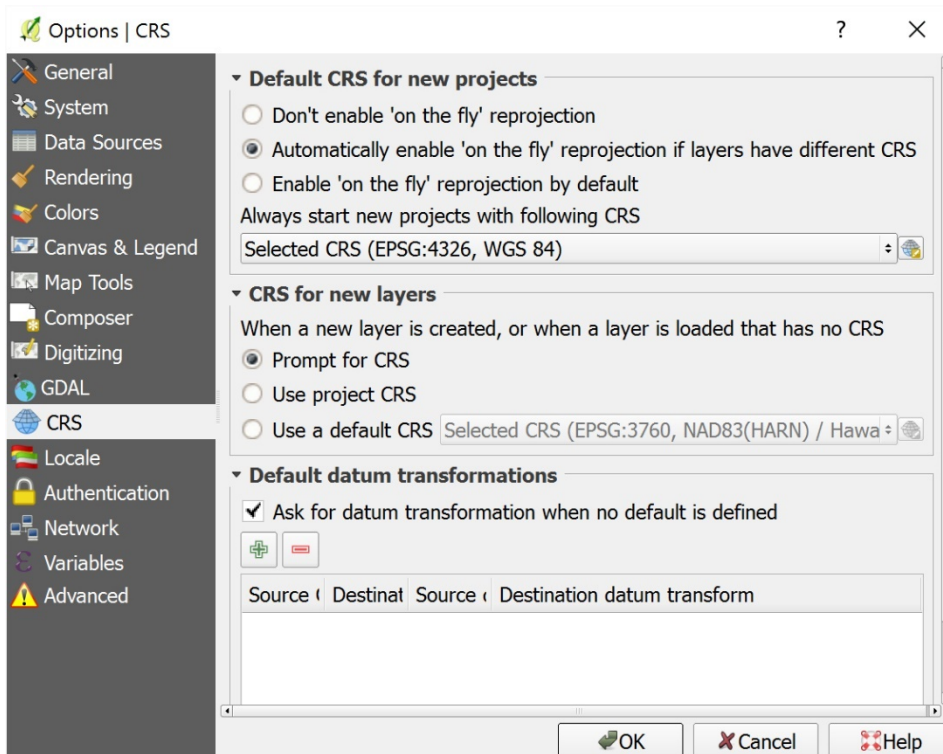 Options | CRS
?
General
System
Data Sources
Rendering
Colors
Canvas & Legend
Map Tools
Composer
Digitizing
GDAL
CRS
Locale
Authentication
Network
Variables
Advanced
Default CRS for new projects
Don't enable 'on the fly' reprojection
Automatically enable 'on the fly' reprojection if layers have different CRS
Enable 'on the fly' reprojection by default
Always start new projects with following CRS
Selected CRS (EPSG:4326, WGS 84)
CRS for new layers
When a new layer is created, or when a layer is loaded that has no CRS
Prompt for CRS
Use project CRS
Use a default CRS Selected CRS (EPSG:3760, NAD83(HARN) / Hawa
Default datum transformations
Ask for datum transformation when no default is defined
Source Destinat Source Destination datum transform
OK Cancel Help